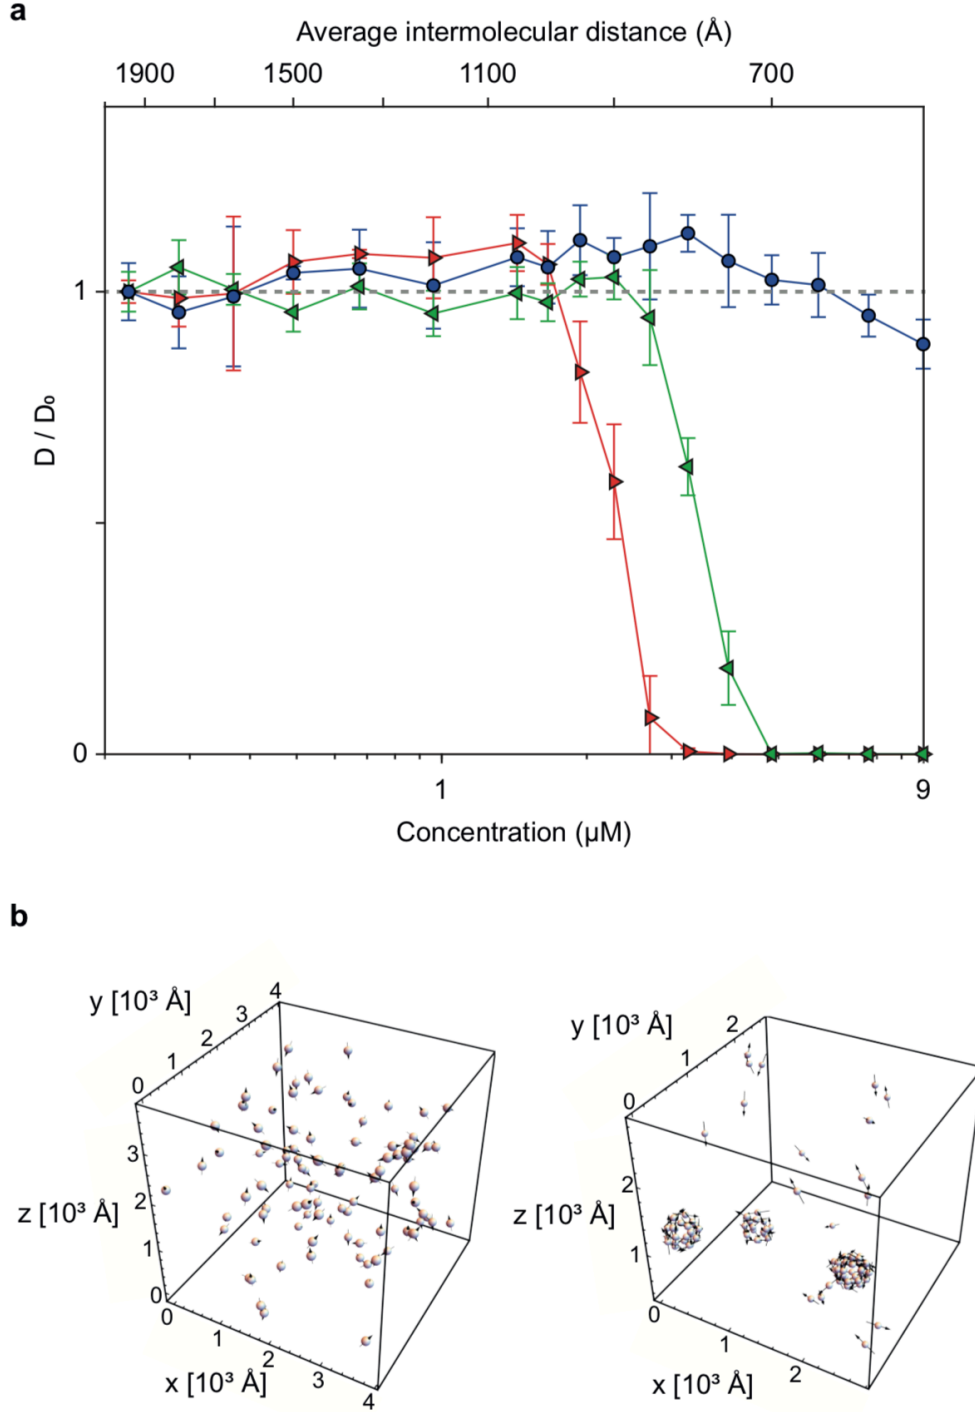 a
Average intermolecular distance (Å)
1900 1500 1100 700
1
D / D₀
0
1 9
Concentration (μM)
b
y [10³ Å] 4
3
2
1
0
3
2
z [10³ Å]
1
0
0
1
2
3
4
x [10³ Å]
y [10³ Å] 2
1
0
2
z [10³ Å]
1
0
1
2
x [10³ Å]